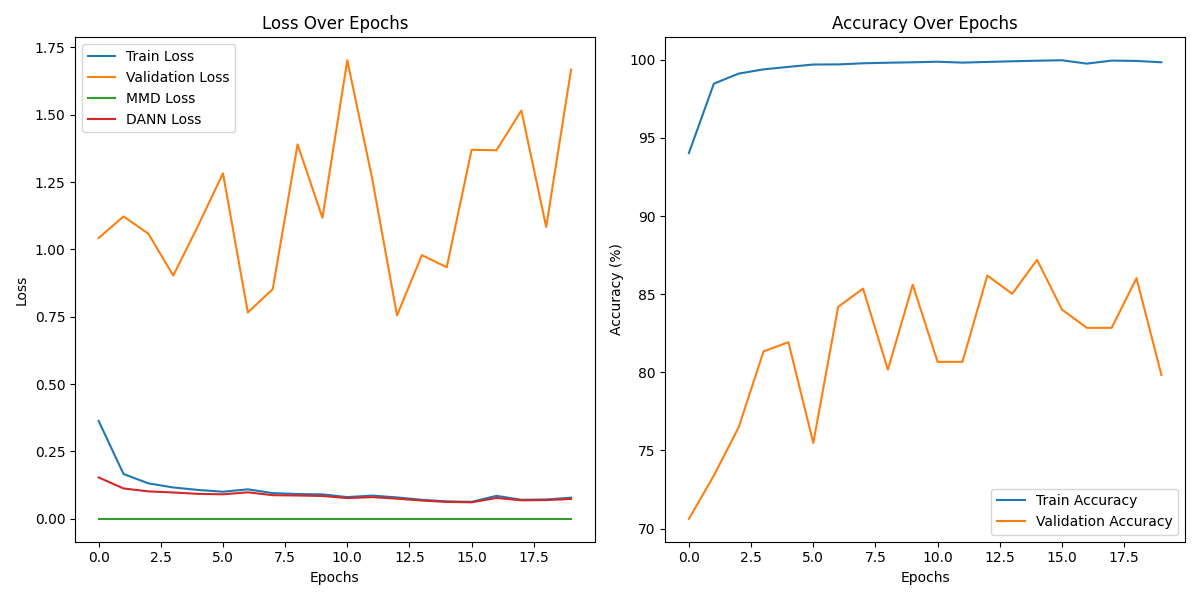 Loss Over Epochs
1.75
1.50
1.25
1.00
0.75
0.50
0.25
0.00
Loss
Train Loss
Validation Loss
MMD Loss
DANN Loss
0.0 2.5 5.0 7.5 10.0 12.5 15.0 17.5
Epochs
Accuracy Over Epochs
100
95
90
85
80
75
70
Accuracy (%)
Train Accuracy
Validation Accuracy
0.0 2.5 5.0 7.5 10.0 12.5 15.0 17.5
Epochs